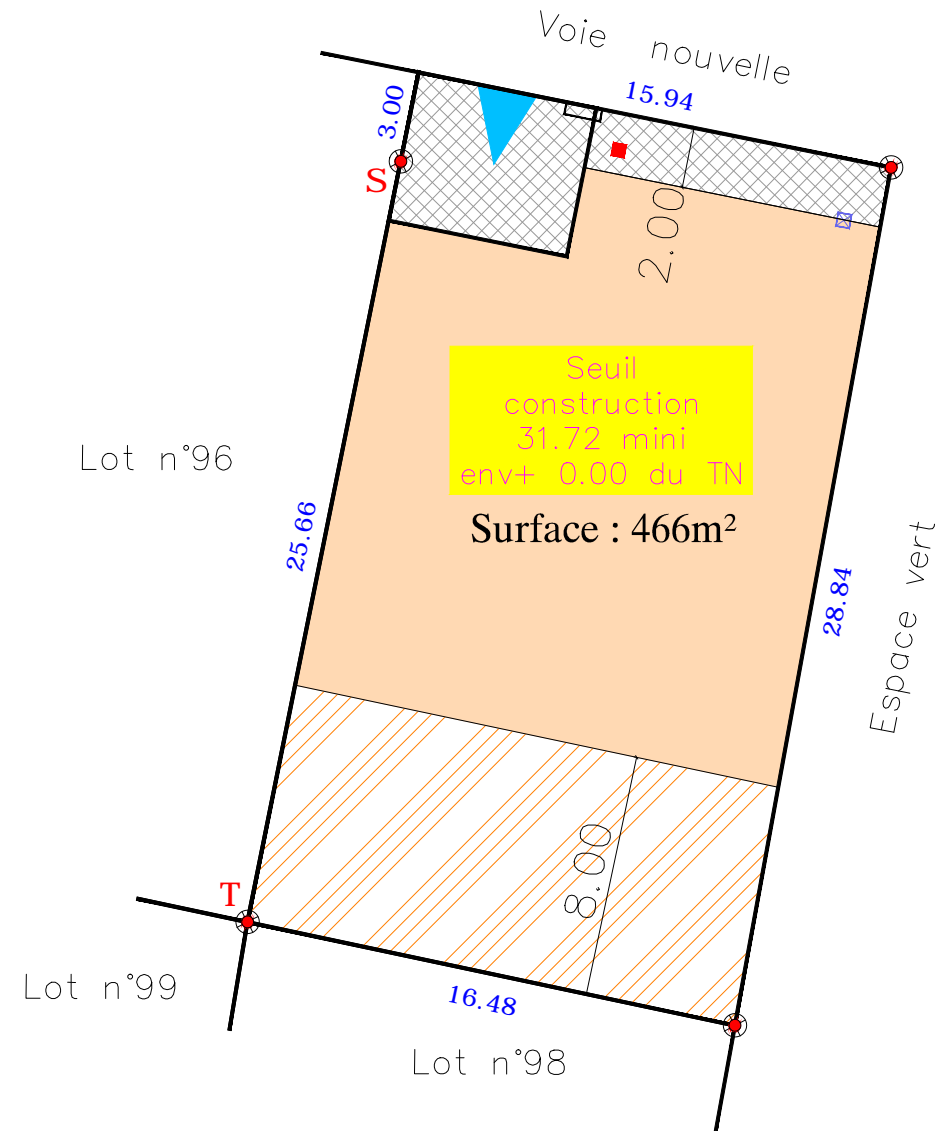 Voie nouvelle
15.94
3.00
S
2.00
Seuil
construction
31.72 mini
env+ 0.00 du TN
Surface : 466m²
Lot n°96
25.66
28.84
Espace vert
8.00
T
Lot n°99
16.48
Lot n°98